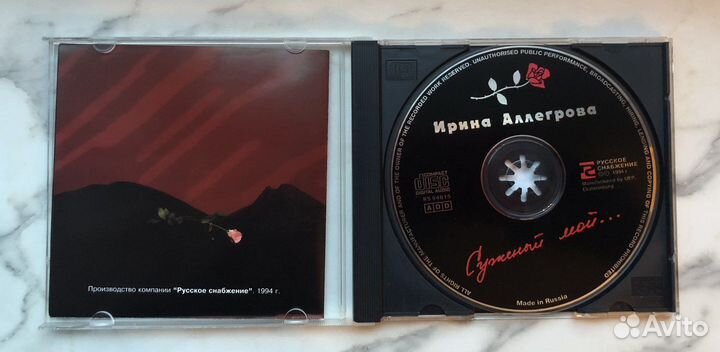 Производство компании "Русское снабжение". 1994 г.
ALL RIGHTS OF THE MANUFACTURER AND OF THE OWNER OF THE RECORDED WORK RESERVED. UNAUTHORISED PUBLIC PERFORMANCE, BROADCASTING, HIRING, LENDING AND COPYING OF THIS RECORD PROHIBITED
Ирина Аллегрова
COMPACT
disc
DIGITAL AUDIO
ADD
РУССКОЕ
СНАБЖЕНИЕ
1994 г.
Manufactured by UEP,
Ekaterinburg
Суженый мой...
Made in Russia
Avito